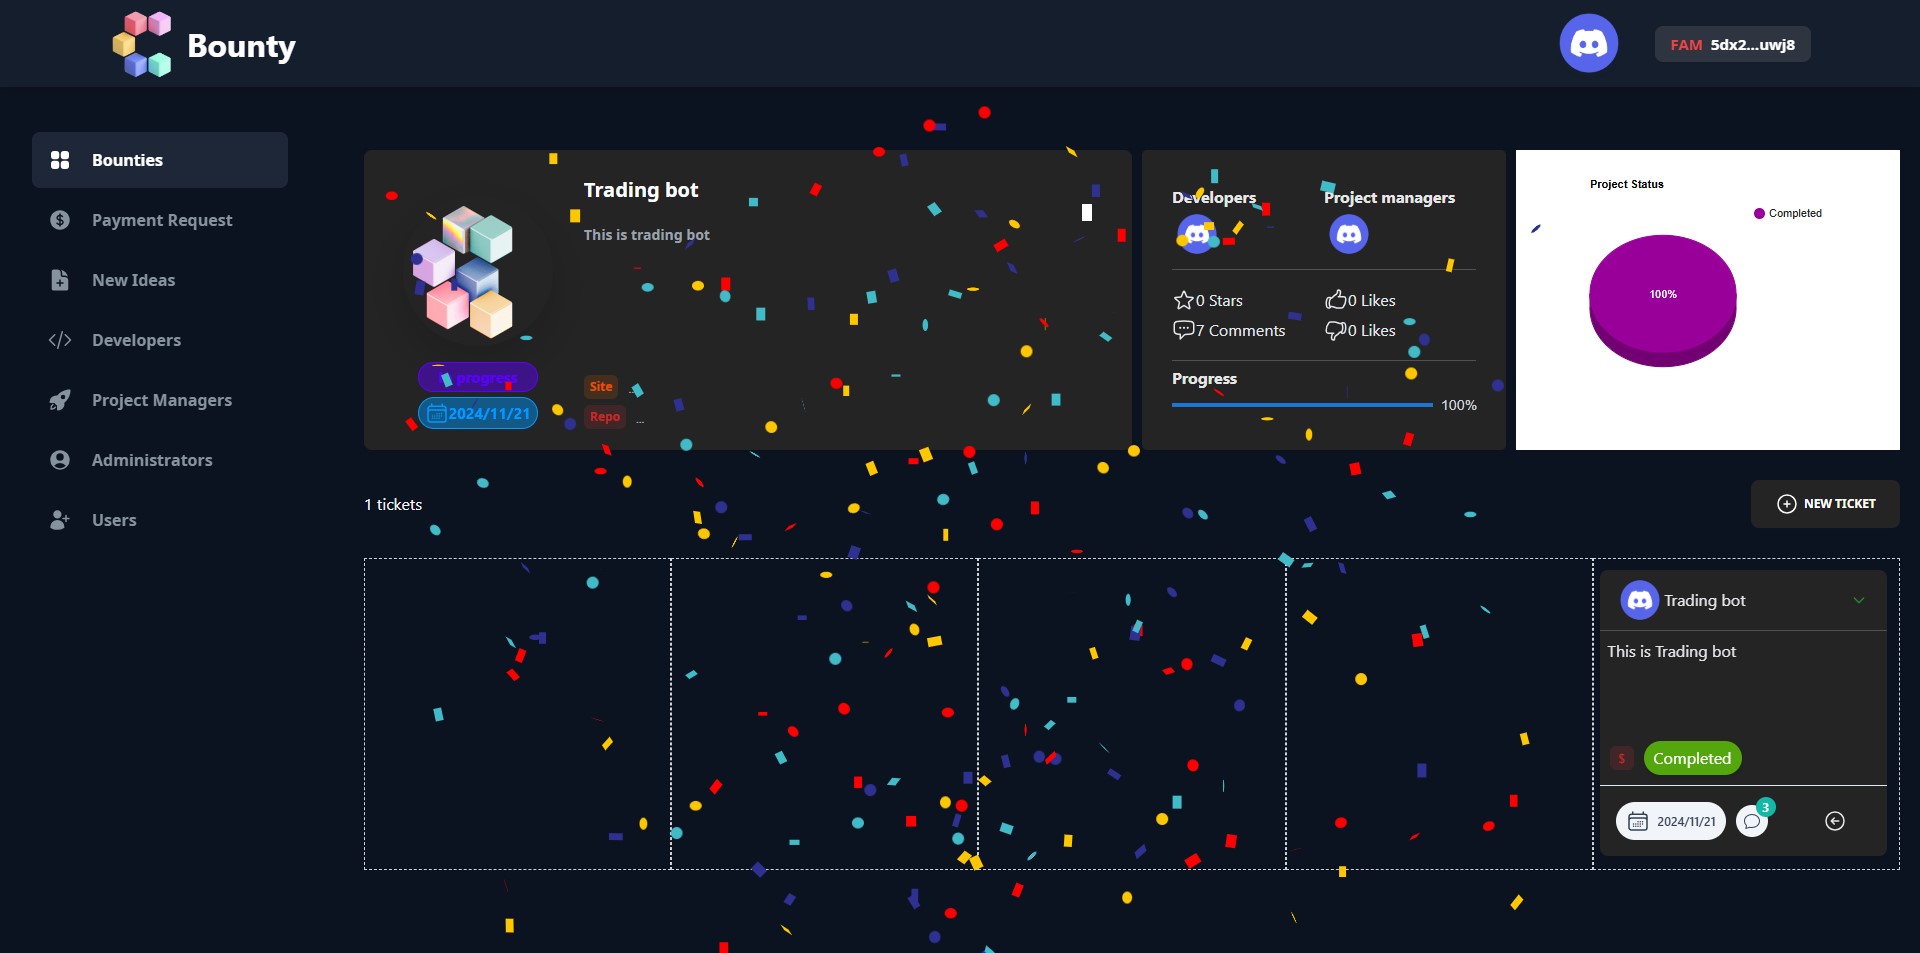 Bounty
FAM 5dx2...uwj8
Bounties
Payment Request
New Ideas
Developers
Project Managers
Administrators
Users
Trading bot
This is trading bot
progress
2024/11/21
Site ...
Repo ...
Developers
Project managers
0 Stars
0 Likes
7 Comments
0 Likes
Progress
100%
Project Status
Completed
100%
1 tickets
NEW TICKET
Trading bot
This is Trading bot
$ Completed
2024/11/21
3